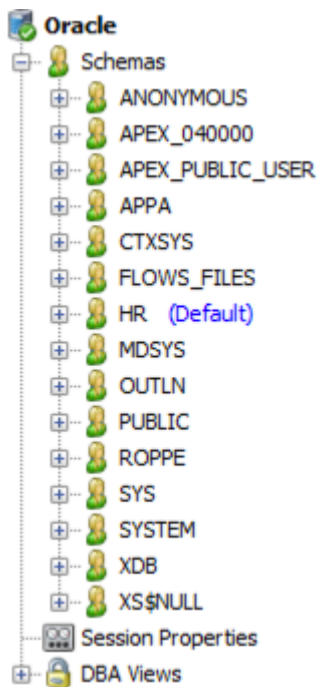 Oracle
Schemas
ANONYMOUS
APEX_040000
APEX_PUBLIC_USER
APPA
CTXSYS
FLOWS_FILES
HR (Default)
MDSYS
OUTLN
PUBLIC
ROPPE
SYS
SYSTEM
XDB
XS$NULL
Session Properties
DBA Views